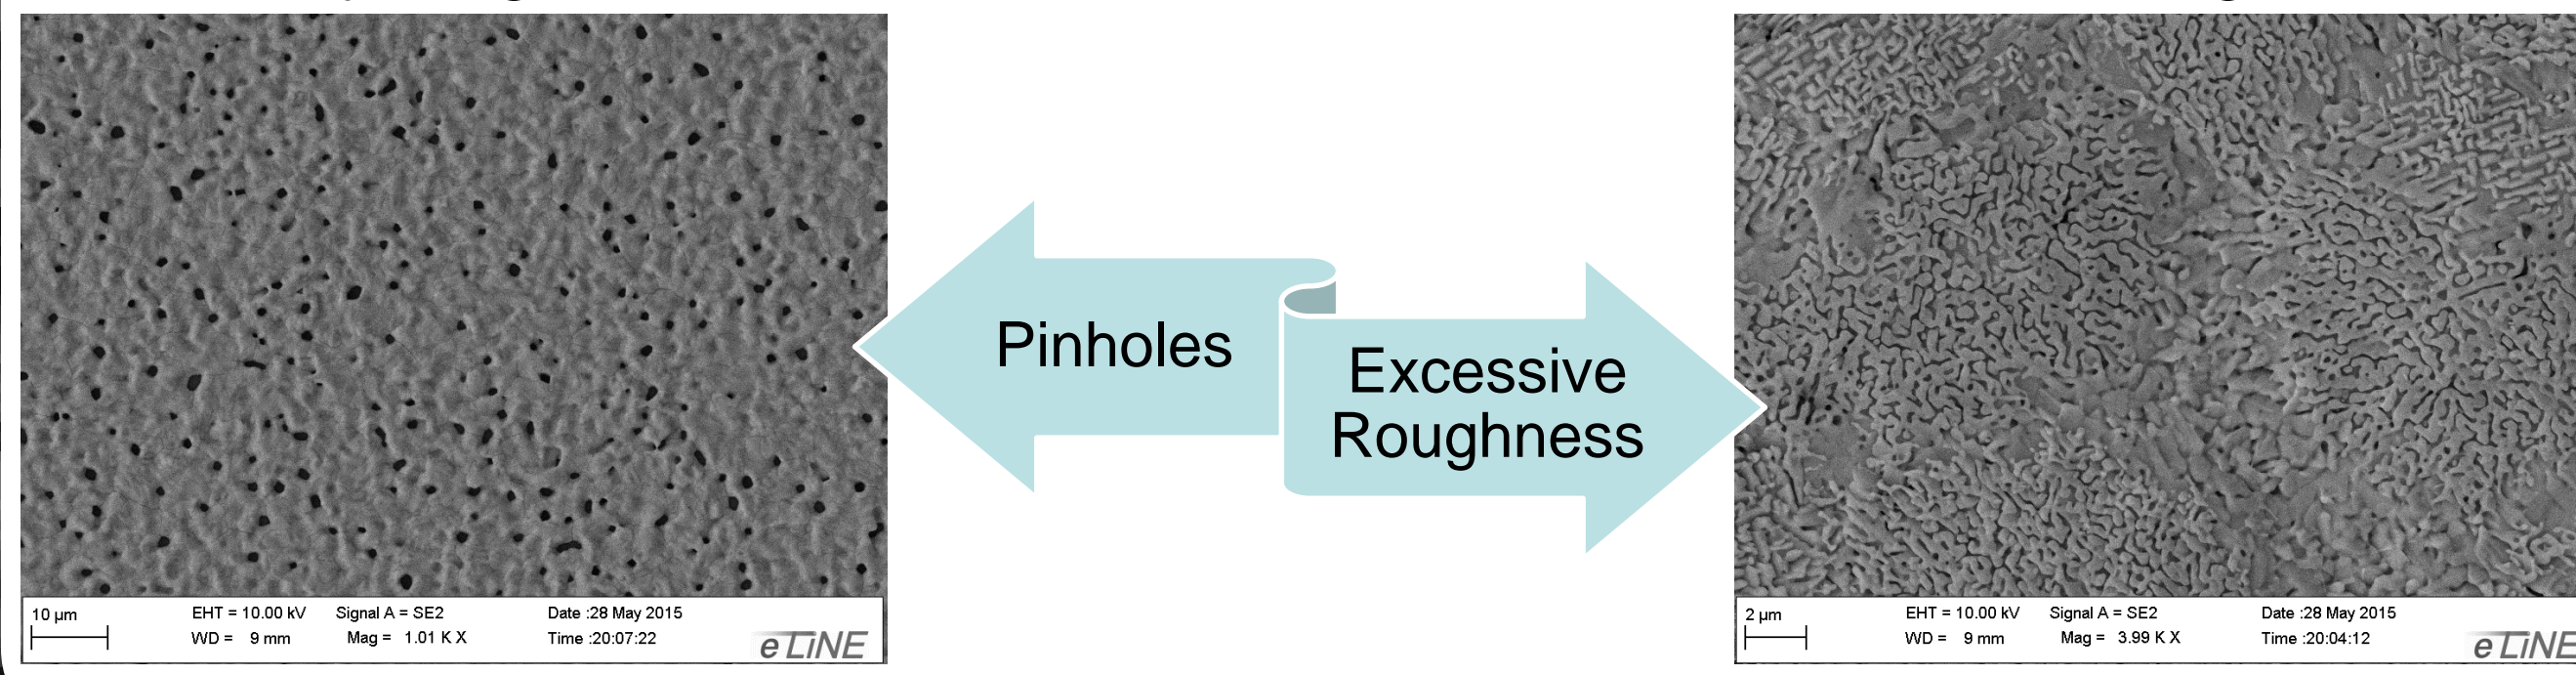 Pinholes
Excessive
Roughness
10 µm
EHT = 10.00 kV Signal A = SE2 Date :28 May 2015
WD = 9 mm Mag = 1.01 K X Time :20:07:22
eLiNE
2 µm
EHT = 10.00 kV Signal A = SE2 Date :28 May 2015
WD = 9 mm Mag = 3.99 K X Time :20:04:12
eLiNE